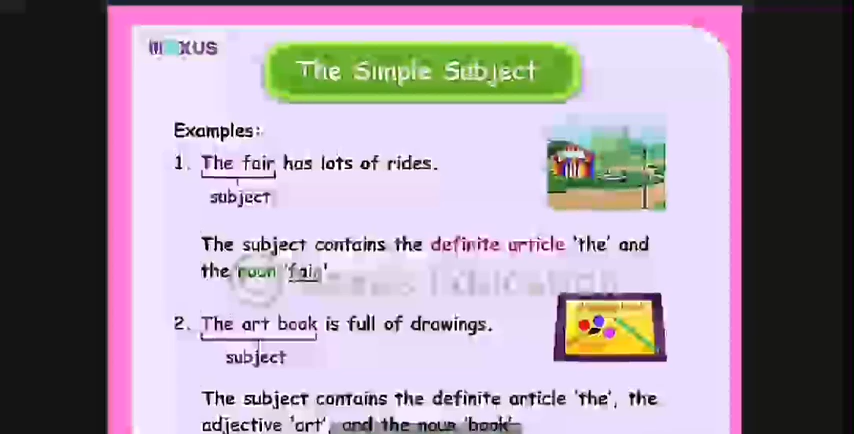 The Simple Subject
Examples:
1. The fair has lots of rides.
subject
The subject contains the definite article 'the' and
the noun 'fair'
2. The art book is full of drawings.
subject
The subject contains the definite article 'the', the
adjective 'art', and the noun 'book'